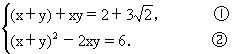 (x+y)+xy=2+3√2, ①
(x+y)²−2xy=6. ②